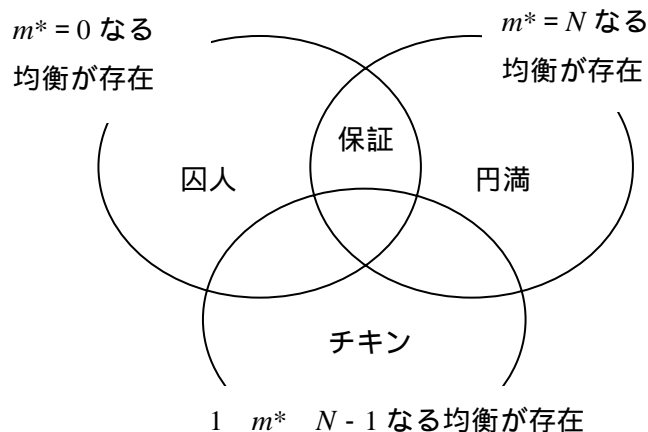 m* = 0 なる
均衡が存在
m* = N なる
均衡が存在
保証
囚人
円満
チキン
1 m* N - 1 なる均衡が存在